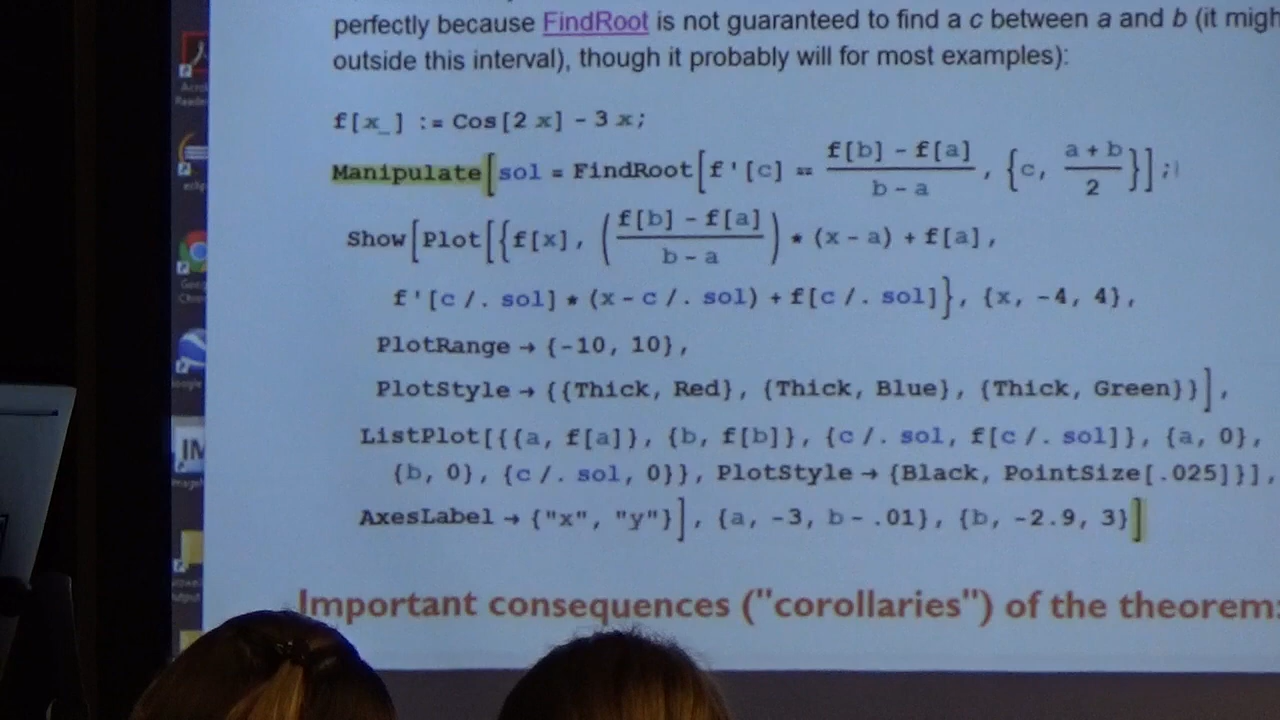 perfectly because FindRoot is not guaranteed to find a c between a and b (it migh
outside this interval), though it probably will for most examples):
f[x_] := Cos[2 x] - 3 x;
Manipulate[sol = FindRoot[f'[c] == (f[b] - f[a])/(b - a), {c, (a + b)/2}];
Show[Plot[{f[x], ((f[b] - f[a])/(b - a)) * (x - a) + f[a],
f'[c /. sol] * (x - c /. sol) + f[c /. sol]}, {x, -4, 4},
PlotRange → {-10, 10},
PlotStyle → {{Thick, Red}, {Thick, Blue}, {Thick, Green}}],
ListPlot[{{a, f[a]}, {b, f[b]}, {c /. sol, f[c /. sol]}, {a, 0},
{b, 0}, {c /. sol, 0}}, PlotStyle → {Black, PointSize[.025]}],
AxesLabel → {"x", "y"}], {a, -3, b - .01}, {b, -2.9, 3}]
Important consequences ("corollaries") of the theorem: